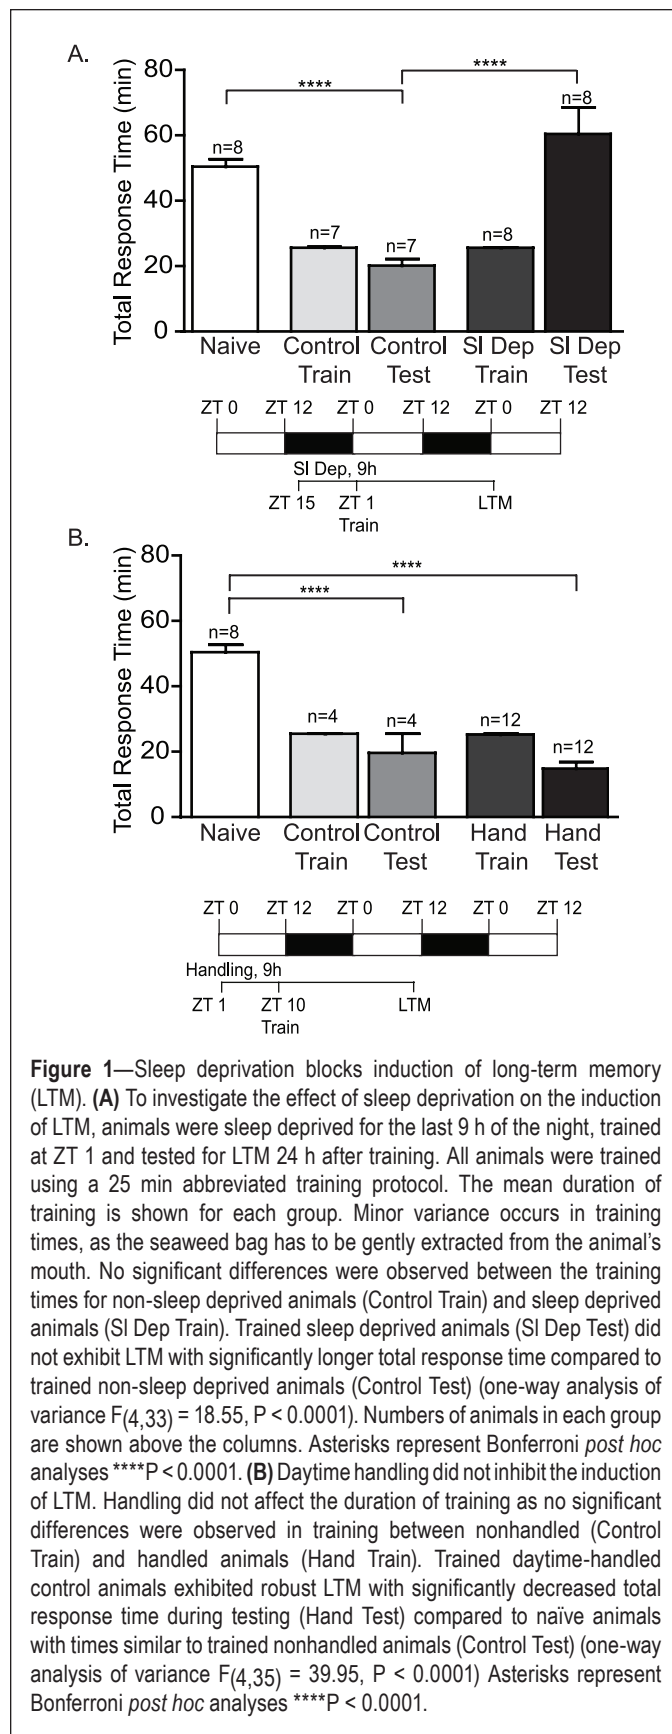 A.
80
60
40
20
0
Total Response Time (min)
****
****
n=8
n=7
n=7
n=8
n=8
Naive
Control Train
Control Test
Sl Dep Train
Sl Dep Test
ZT 0
ZT 12
ZT 0
ZT 12
ZT 0
ZT 12
Sl Dep, 9h
ZT 15
ZT 1
Train
LTM
B.
80
60
40
20
0
Total Response Time (min)
****
****
n=8
n=4
n=4
n=12
n=12
Naive
Control Train
Control Test
Hand Train
Hand Test
ZT 0
ZT 12
ZT 0
ZT 12
ZT 0
ZT 12
Handling, 9h
ZT 1
ZT 10
Train
LTM
Figure 1—Sleep deprivation blocks induction of long-term memory
(LTM). (A) To investigate the effect of sleep deprivation on the induction
of LTM, animals were sleep deprived for the last 9 h of the night, trained
at ZT 1 and tested for LTM 24 h after training. All animals were trained
using a 25 min abbreviated training protocol. The mean duration of
training is shown for each group. Minor variance occurs in training
times, as the seaweed bag has to be gently extracted from the animal's
mouth. No significant differences were observed between the training
times for non-sleep deprived animals (Control Train) and sleep deprived
animals (Sl Dep Train). Trained sleep deprived animals (Sl Dep Test) did
not exhibit LTM with significantly longer total response time compared to
trained non-sleep deprived animals (Control Test) (one-way analysis of
variance F(4,33) = 18.55, P < 0.0001). Numbers of animals in each group
are shown above the columns. Asterisks represent Bonferroni post hoc
analyses ****P < 0.0001. (B) Daytime handling did not inhibit the induction
of LTM. Handling did not affect the duration of training as no significant
differences were observed in training between nonhandled (Control
Train) and handled animals (Hand Train). Trained daytime-handled
control animals exhibited robust LTM with significantly decreased total
response time during testing (Hand Test) compared to naïve animals
with times similar to trained nonhandled animals (Control Test) (one-way
analysis of variance F(4,35) = 39.95, P < 0.0001) Asterisks represent
Bonferroni post hoc analyses ****P < 0.0001.